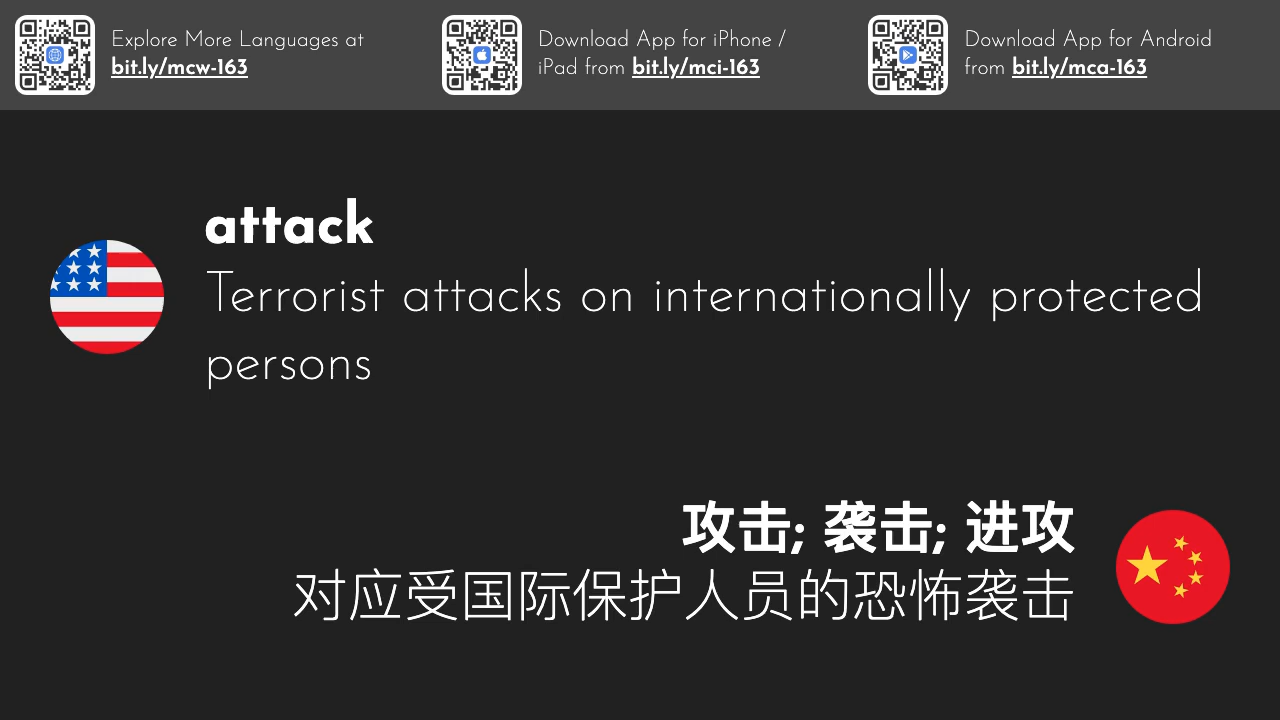 Explore More Languages at
bit.ly/mcw-163
Download App for iPhone /
iPad from bit.ly/mci-163
Download App for Android
from bit.ly/mca-163
attack
Terrorist attacks on internationally protected
persons
攻击; 袭击; 进攻
对应受国际保护人员的恐怖袭击